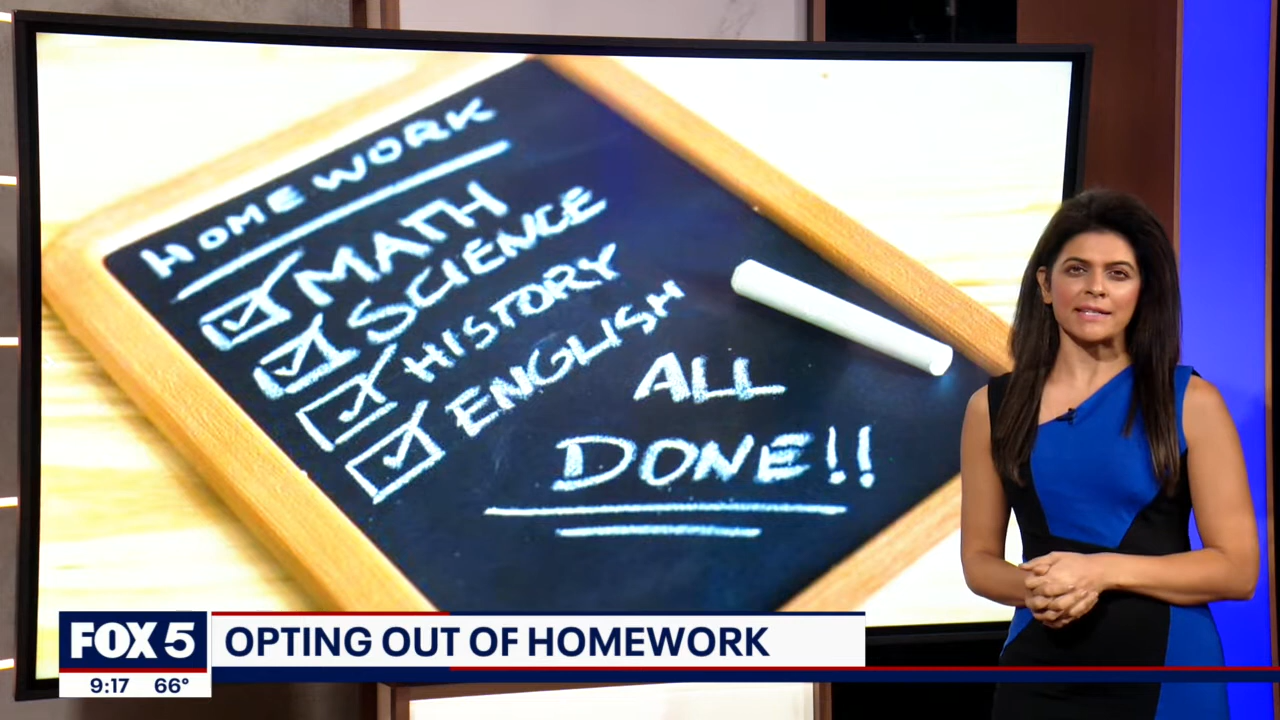 HOMEWORK
MATH
SCIENCE
HISTORY
ENGLISH
ALL
DONE!!
FOX 5
OPTING OUT OF HOMEWORK
9:17 66°